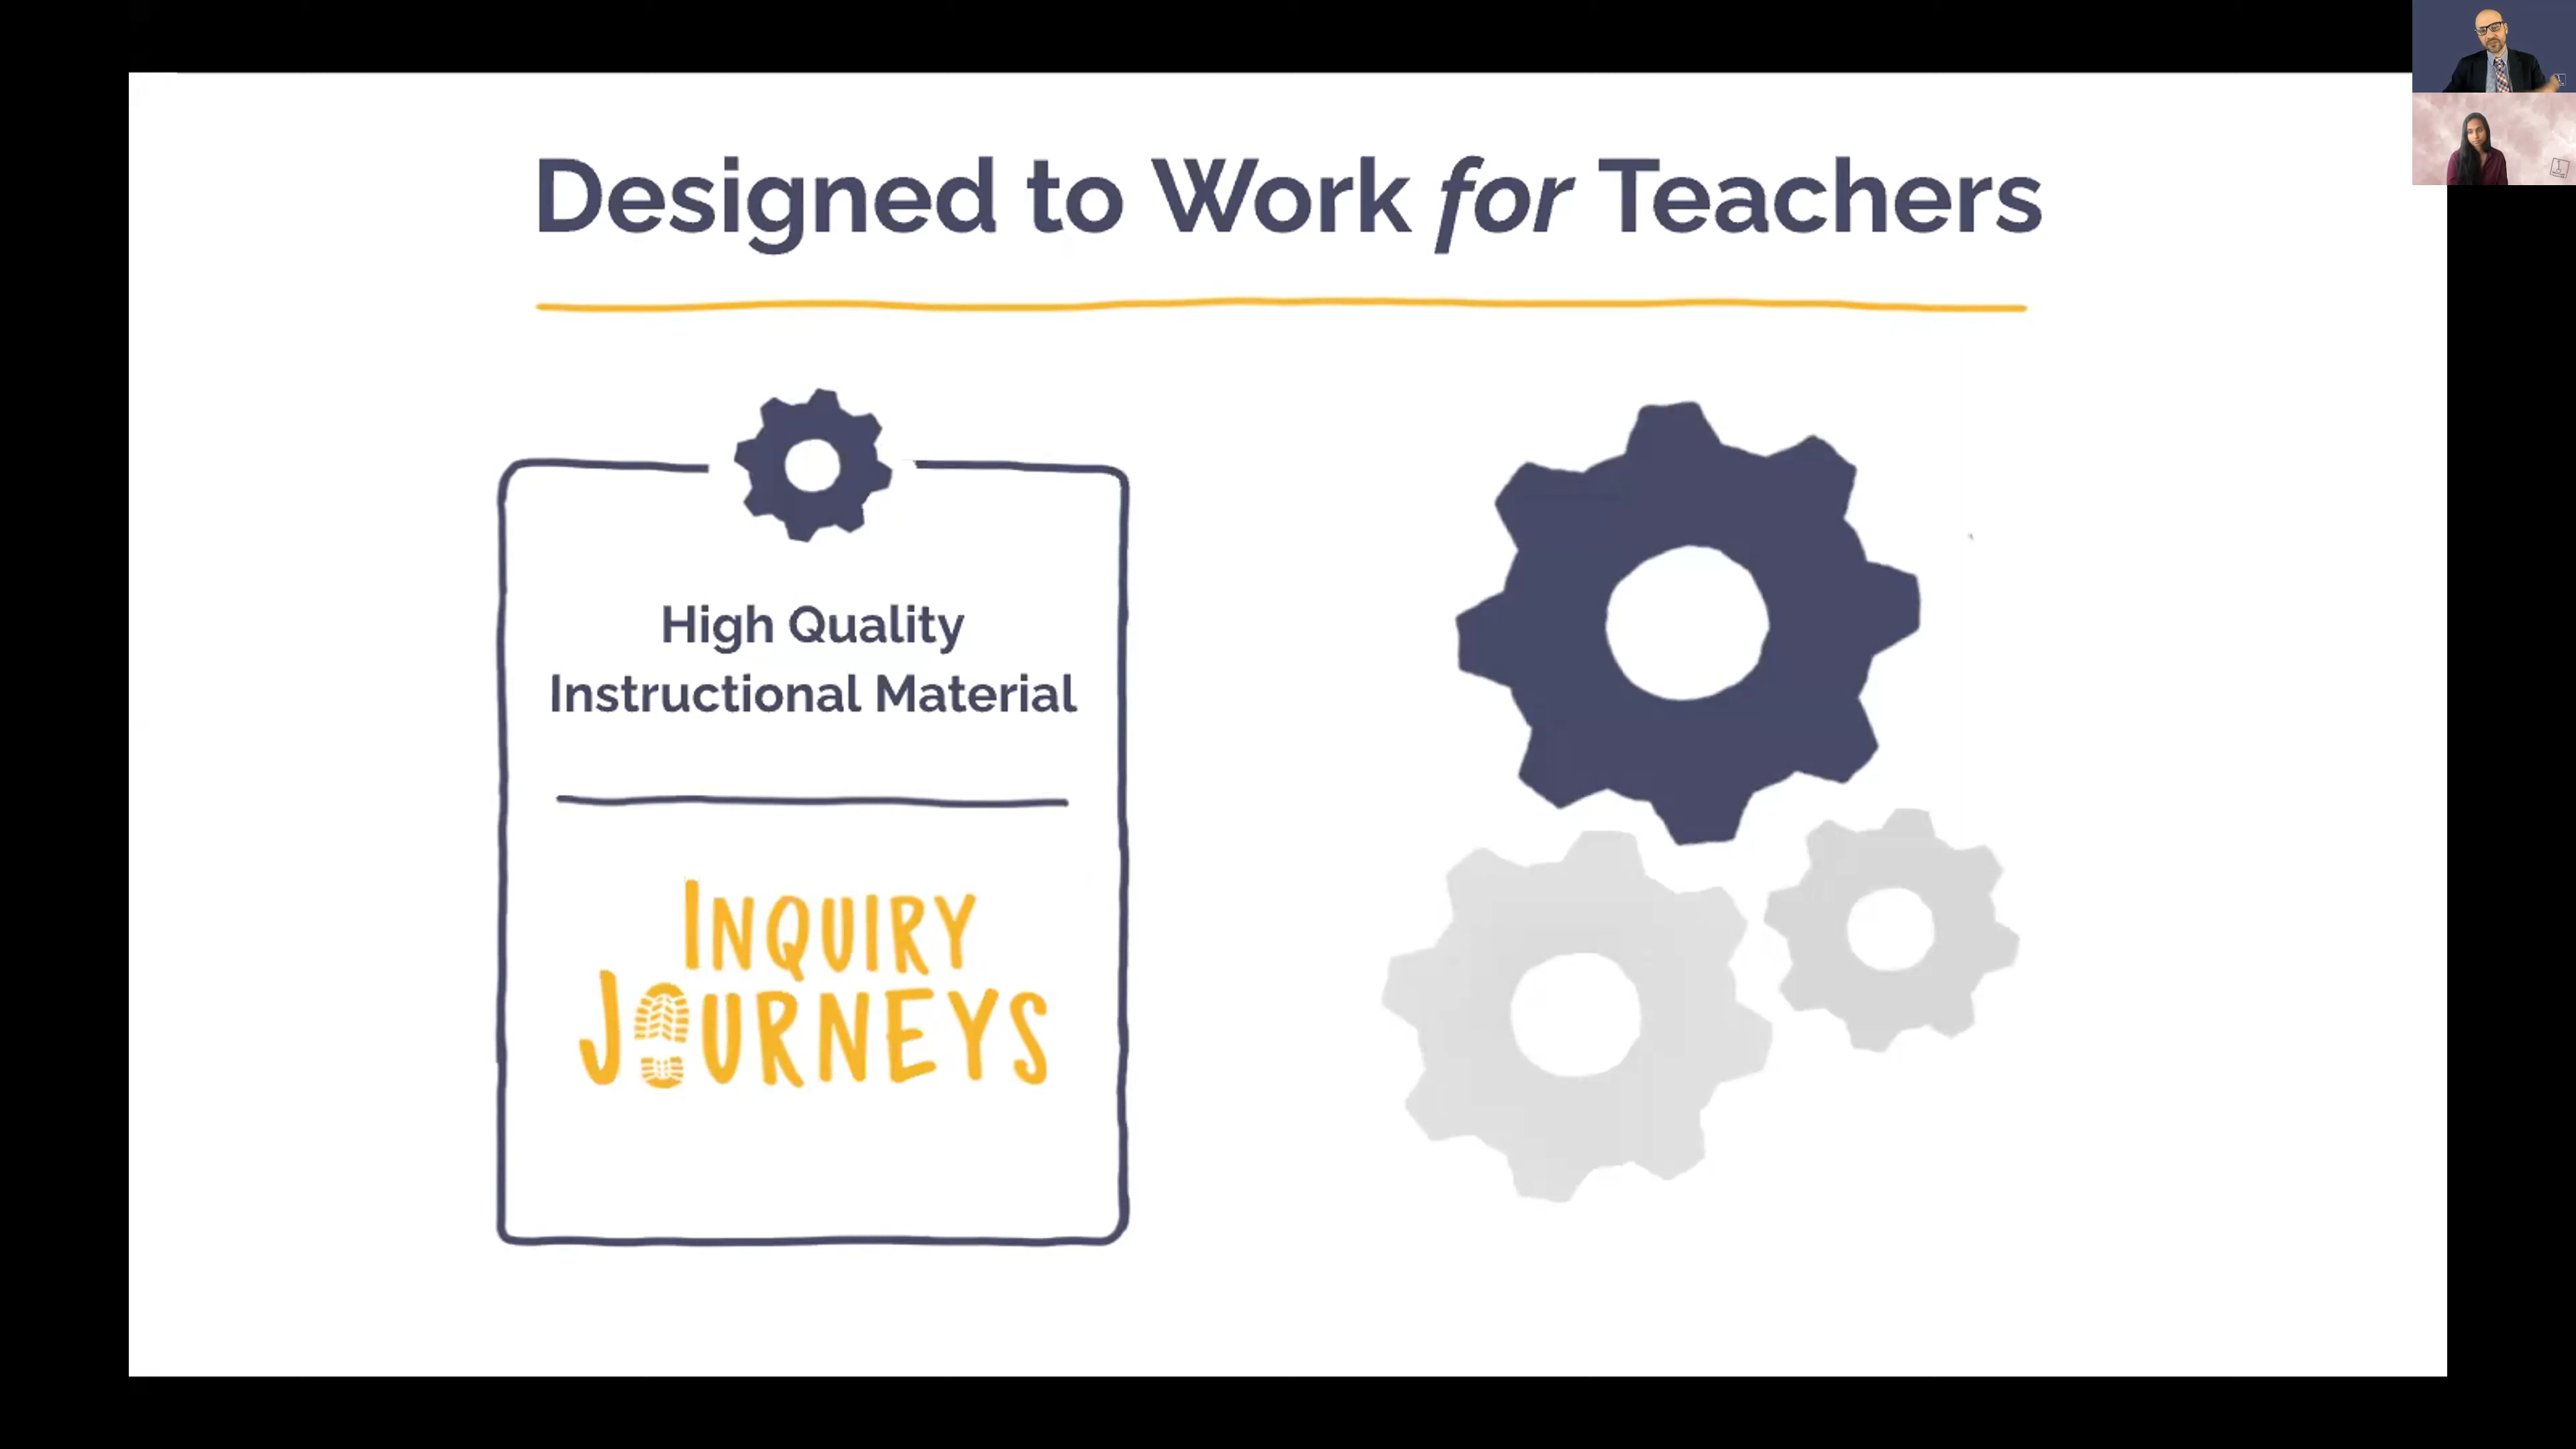 Designed to Work for Teachers
High Quality
Instructional Material
INQUIRY
JOURNEYS